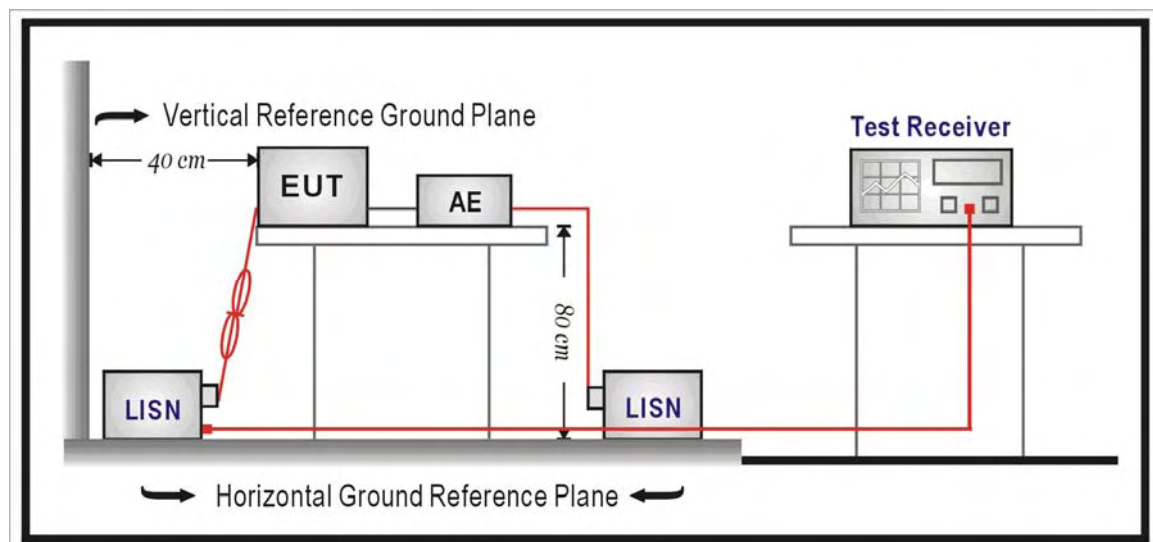 Vertical Reference Ground Plane
40 cm
Test Receiver
EUT
AE
80 cm
LISN
LISN
Horizontal Ground Reference Plane